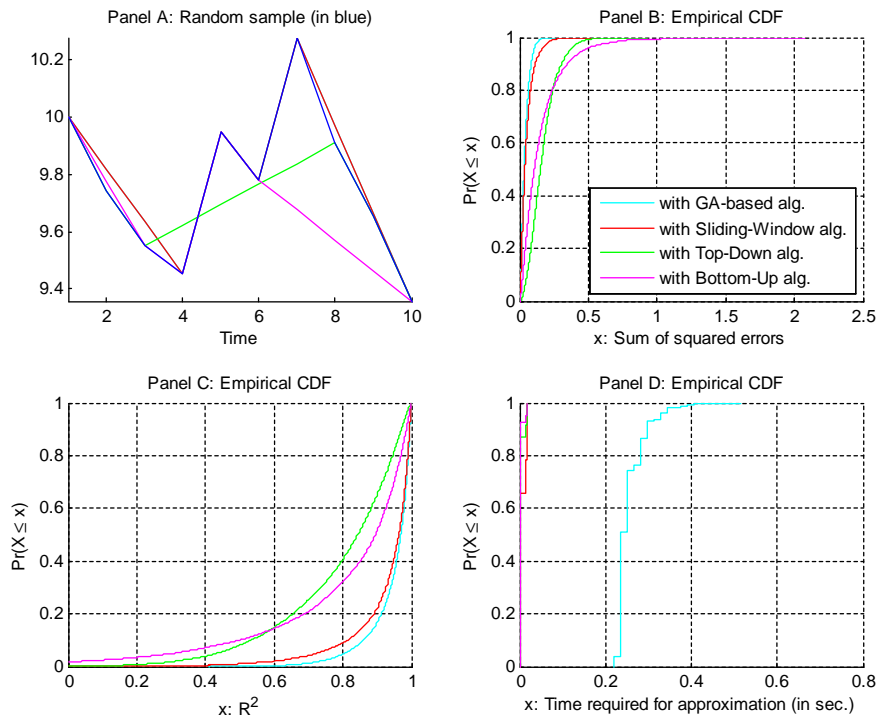 Panel A: Random sample (in blue)
10.2
10
9.8
9.6
9.4
2 4 6 8 10
Time
Panel B: Empirical CDF
Pr(X ≤ x)
1
0.8
0.6
0.4
0.2
0
0 0.5 1 1.5 2 2.5
x: Sum of squared errors
with GA-based alg.
with Sliding-Window alg.
with Top-Down alg.
with Bottom-Up alg.
Panel C: Empirical CDF
Pr(X ≤ x)
1
0.8
0.6
0.4
0.2
0
0 0.2 0.4 0.6 0.8 1
x: R²
Panel D: Empirical CDF
Pr(X ≤ x)
1
0.8
0.6
0.4
0.2
0
0 0.2 0.4 0.6 0.8
x: Time required for approximation (in sec.)